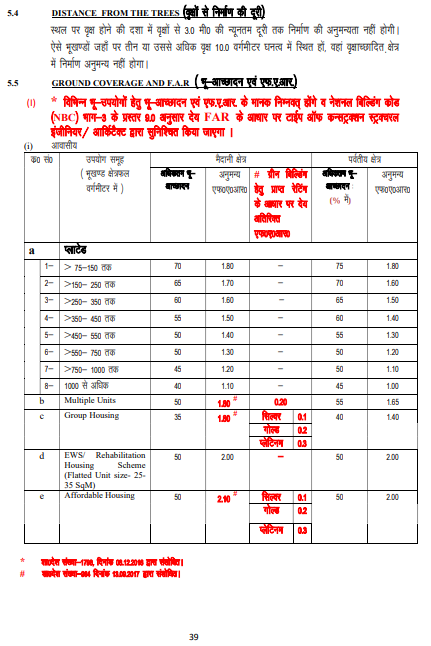 5.4 DISTANCE FROM THE TREES (वृक्षों से निर्माण की दूरी)
स्थल पर वृक्ष होने की दशा में वृक्षों से 3.0 मी0 की न्यूनतम दूरी तक निर्माण की अनुमन्यता नहीं होगी।
ऐसे भूखण्डों जहाँ पर तीन या उससे अधिक वृक्ष 10.0 वर्गमीटर घनत्व में स्थित हों, वहां वृक्षाच्छादित क्षेत्र
में निर्माण अनुमन्य नहीं होगा।
5.5 GROUND COVERAGE AND F.A.R ( भू-आच्छादन एवं एफ.ए.आर.)
(I) * विभिन्न भू-उपयोगों हेतु भू-आच्छादन एवं एफ.ए.आर. के मानक निम्नवत् होंगे व नेशनल बिल्डिंग कोड
(NBC) भाग-3 के प्रस्तर 9.0 अनुसार देय FAR के आधार पर टाईप ऑफ कन्सट्रक्शन स्ट्रक्चरल
इंजीनियर/ आर्किटैक्ट द्वारा सुनिश्चित किया जाएगा ।
(i) आवासीय
क0 सं0 उपयोग समूह मैदानी क्षेत्र पर्वतीय क्षेत्र
( भूखण्ड क्षेत्रफल वर्गमीटर में ) अधिकतम भू-आच्छादन अनुमन्य एफ0ए0आर0 # ग्रीन बिल्डिंग हेतु प्राप्त रेटिंग के आधार पर देय अतिरिक्त एफ0ए0आर0 अधिकतम भू-आच्छादन (% में) अनुमन्य एफ0ए0आर0
a प्लाटेड
1– > 75-150 तक 70 1.80 – 75 1.80
2– >150- 250 तक 65 1.70 – 70 1.60
3– >250- 350 तक 60 1.60 – 65 1.50
4– >350- 450 तक 55 1.50 – 60 1.40
5– >450- 550 तक 50 1.40 – 55 1.30
6– >550- 750 तक 50 1.30 – 50 1.20
7– >750- 1000 तक 45 1.20 – 50 1.10
8– 1000 से अधिक 40 1.10 – 45 1.00
b Multiple Units 50 # 0.20 55 1.65
c Group Housing 35 # सिल्वर 0.1 40 1.40
गोल्ड 0.2
प्लेटिनम 0.3
d EWS/ Rehabilitation 50 2.00 – 50 2.00
Housing Scheme
(Flatted Unit size- 25-
35 SqM)
e Affordable Housing 50 2.10 # सिल्वर 0.1 50 2.00
गोल्ड 0.2
प्लेटिनम 0.3
* शा0देश संख्या-1798, दिनांक 08.12.2016 द्वारा संशोधित।
# शा0देश संख्या-884 दिनांक 13.09.2017 द्वारा संशोधित।
39